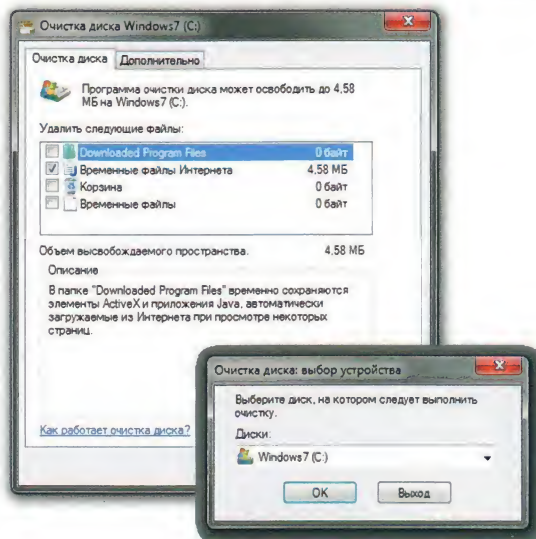 Очистка диска Windows7 (C:)
Очистка диска Дополнительно
Программа очистки диска может освободить до 4,58
МБ на Windows7 (C:).
Удалить следующие файлы:
Downloaded Program Files 0 байт
Временные файлы Интернета 4.58 МБ
Корзина 0 байт
Временные файлы 0 байт
Объем высвобождаемого пространства. 4.58 МБ
Описание
В папке "Downloaded Program Files" временно сохраняются
элементы ActiveX и приложения Java, автоматически
загружаемые из Интернета при просмотре некоторых
страниц.
Как работает очистка диска?
Очистка диска: выбор устройства
Выберите диск, на котором следует выполнить
очистку.
Диски:
Windows7 (C:)
OK Выход